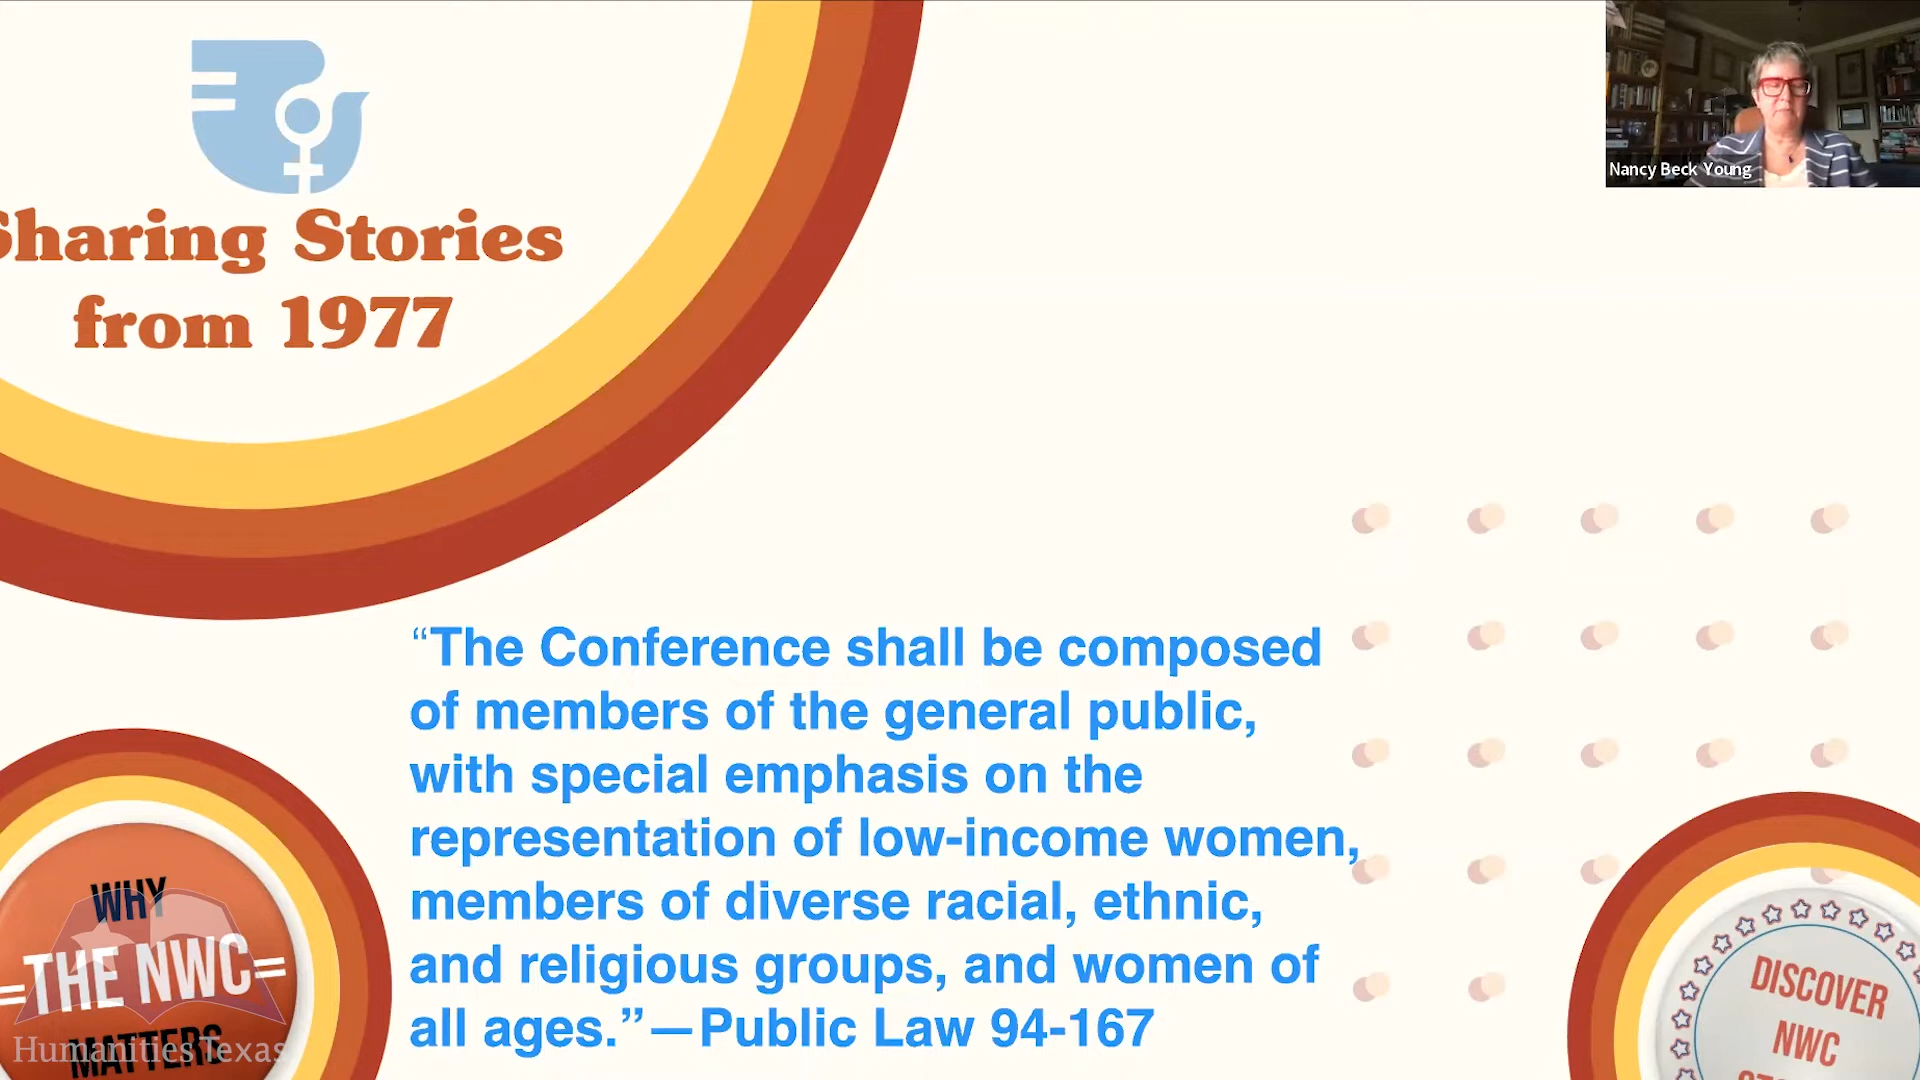 Sharing Stories
from 1977
Nancy Beck Young
“The Conference shall be composed
of members of the general public,
with special emphasis on the
representation of low-income women,
members of diverse racial, ethnic,
and religious groups, and women of
all ages.”—Public Law 94-167
WHY
THE NWC
MATTERS
Humanities Texas
DISCOVER
NWC